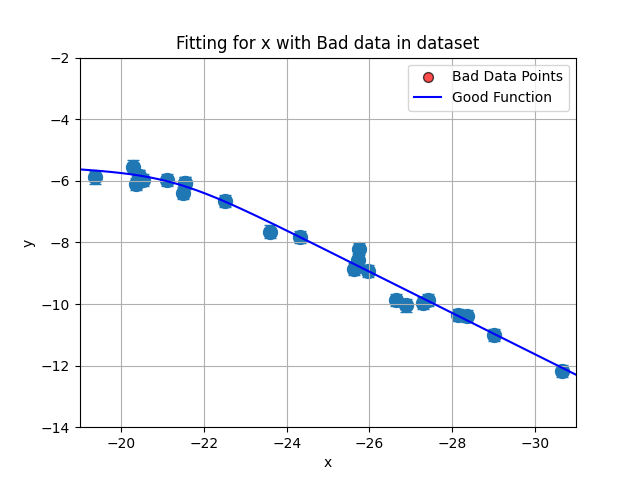 Fitting for x with Bad data in dataset
Bad Data Points
Good Function
y
−2
−4
−6
−8
−10
−12
−14
−20
−22
−24
−26
−28
−30
x